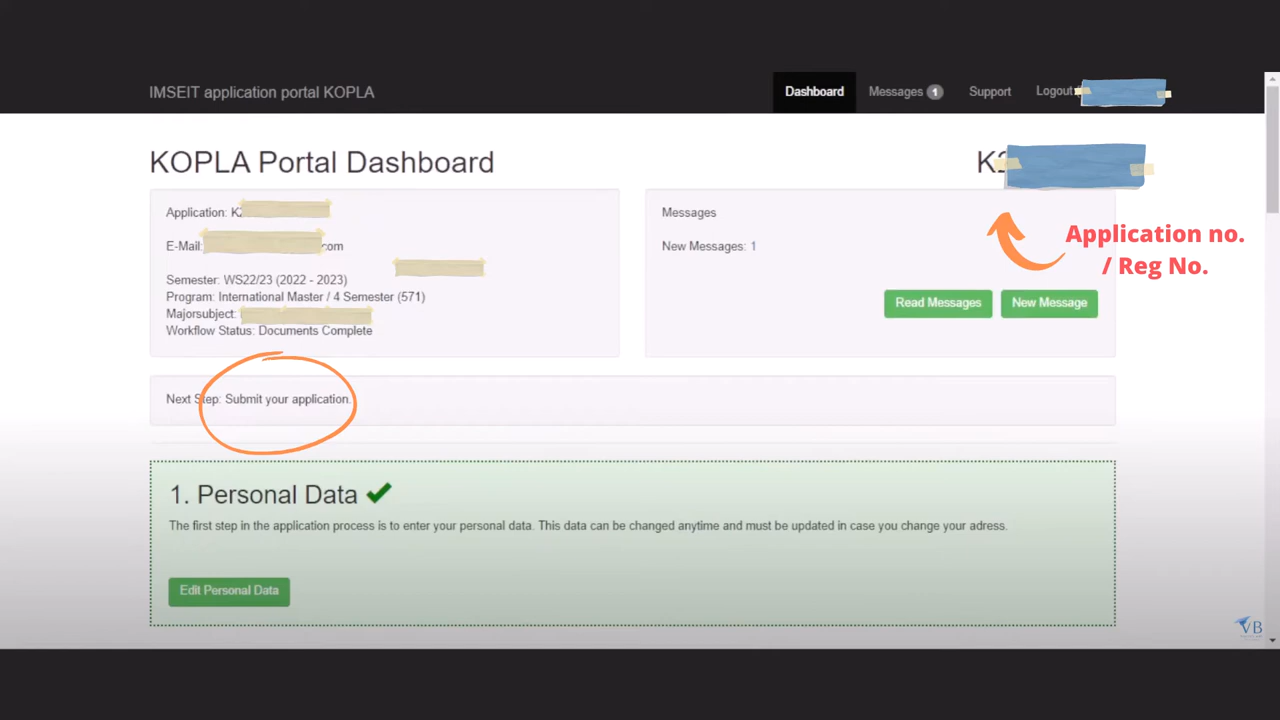 IMSEIT application portal KOPLA
Dashboard
Messages 1
Support
Logout
KOPLA Portal Dashboard
Application:
E-Mail: com
Semester: WS22/23 (2022 - 2023)
Program: International Master / 4 Semester (571)
Majorsubject:
Workflow Status: Documents Complete
Messages
New Messages: 1
Read Messages
New Message
Application no.
/ Reg No.
Next Step: Submit your application.
1. Personal Data
The first step in the application process is to enter your personal data. This data can be changed anytime and must be updated in case you change your adress.
Edit Personal Data
VB